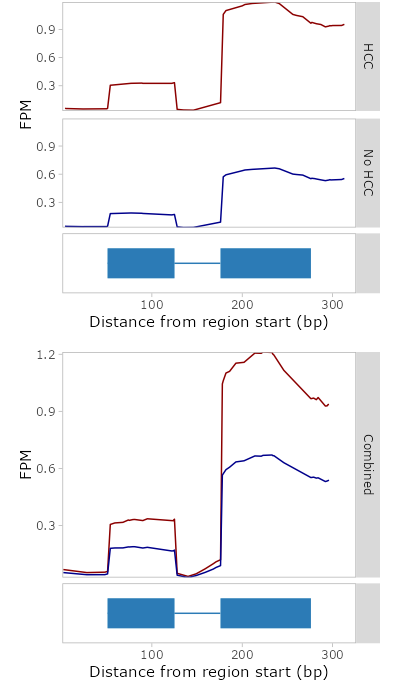 0.9
0.6
0.3
HCC
FPM
0.9
0.6
0.3
No HCC
100
200
300
Distance from region start (bp)
1.2
0.9
0.6
0.3
FPM
Combined
100
200
300
Distance from region start (bp)